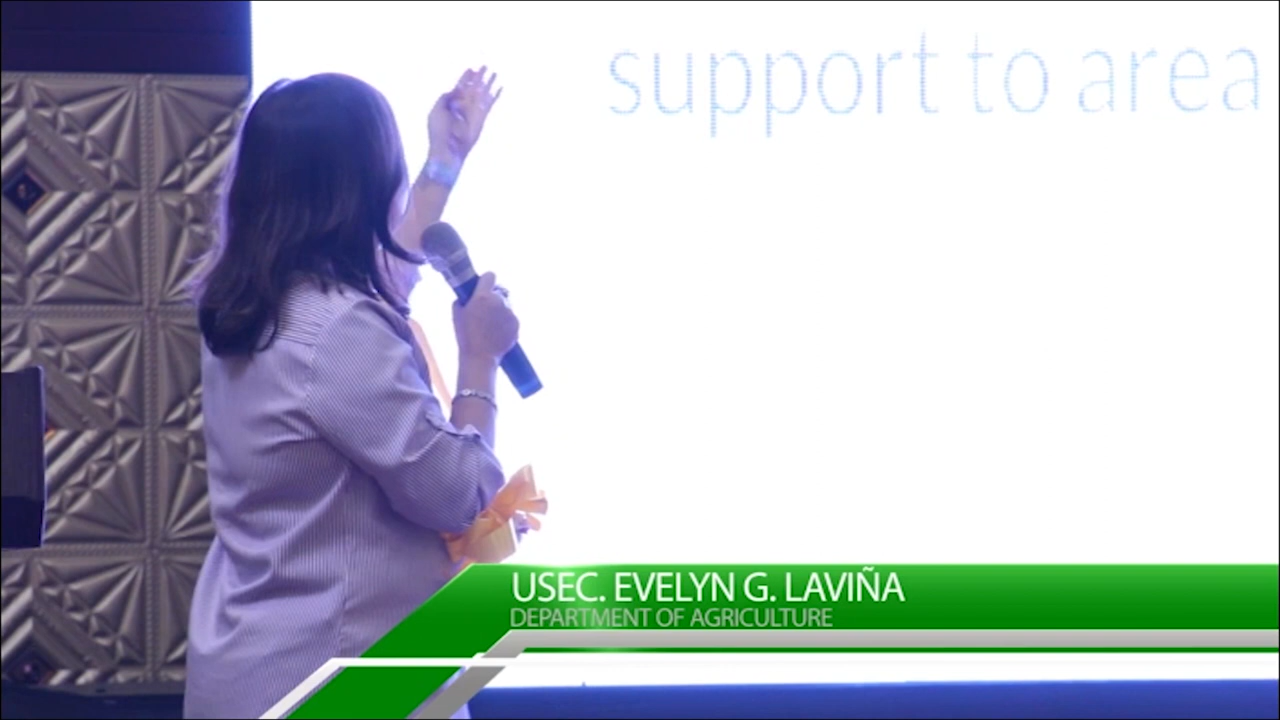 support to area
USEC. EVELYN G. LAVIÑA
DEPARTMENT OF AGRICULTURE